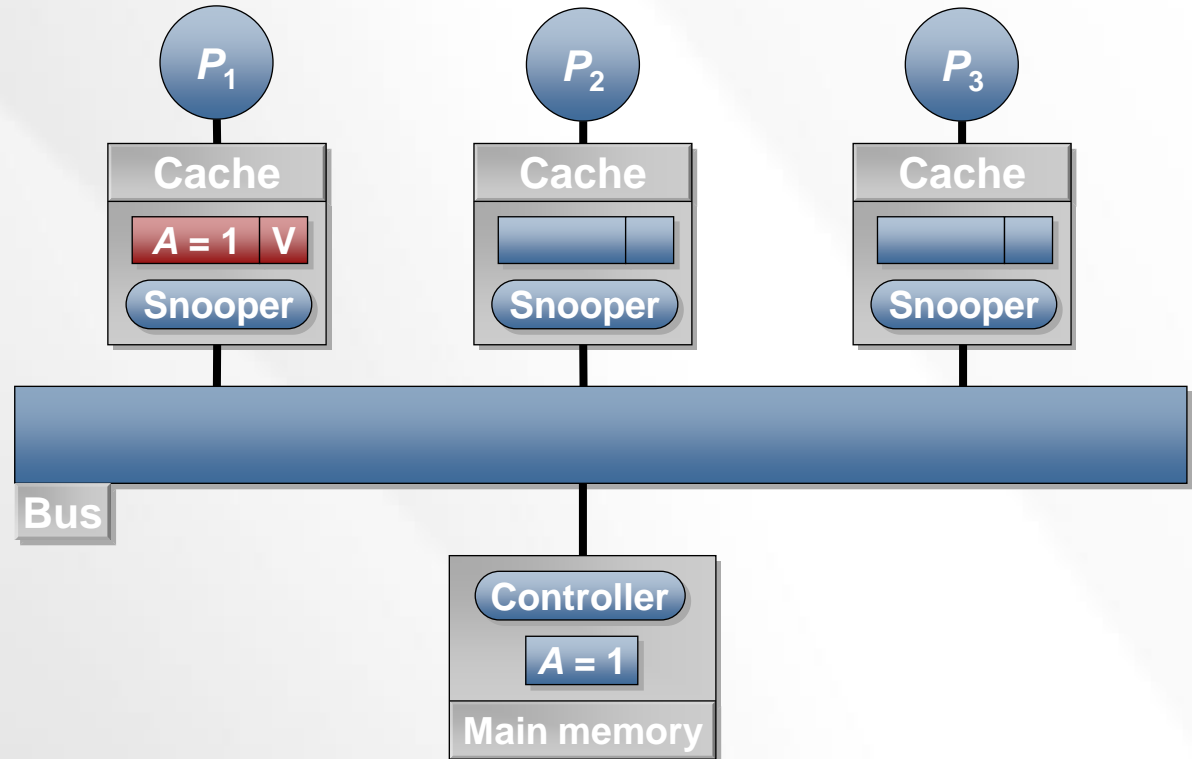 P1 P2 P3
Cache Cache Cache
A = 1 V
Snooper Snooper Snooper
Bus
Controller
A = 1
Main memory